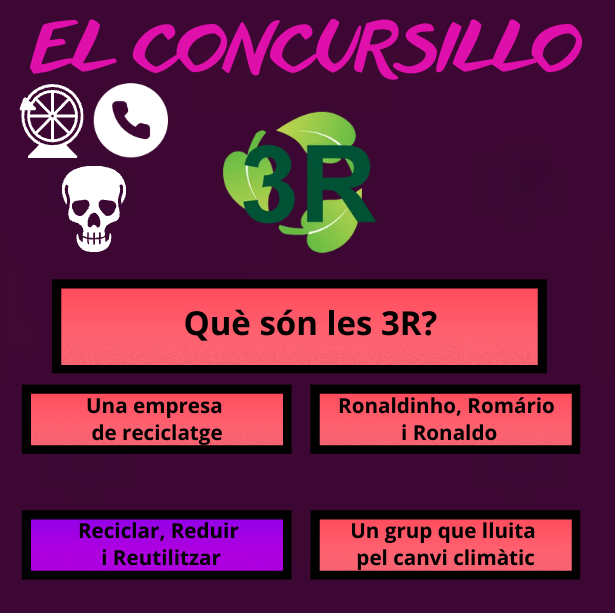 EL CONCURSILLO
3R
Què són les 3R?
Una empresa
de reciclatge
Ronaldinho, Romário
i Ronaldo
Reciclar, Reduir
i Reutilitzar
Un grup que lluita
pel canvi climàtic